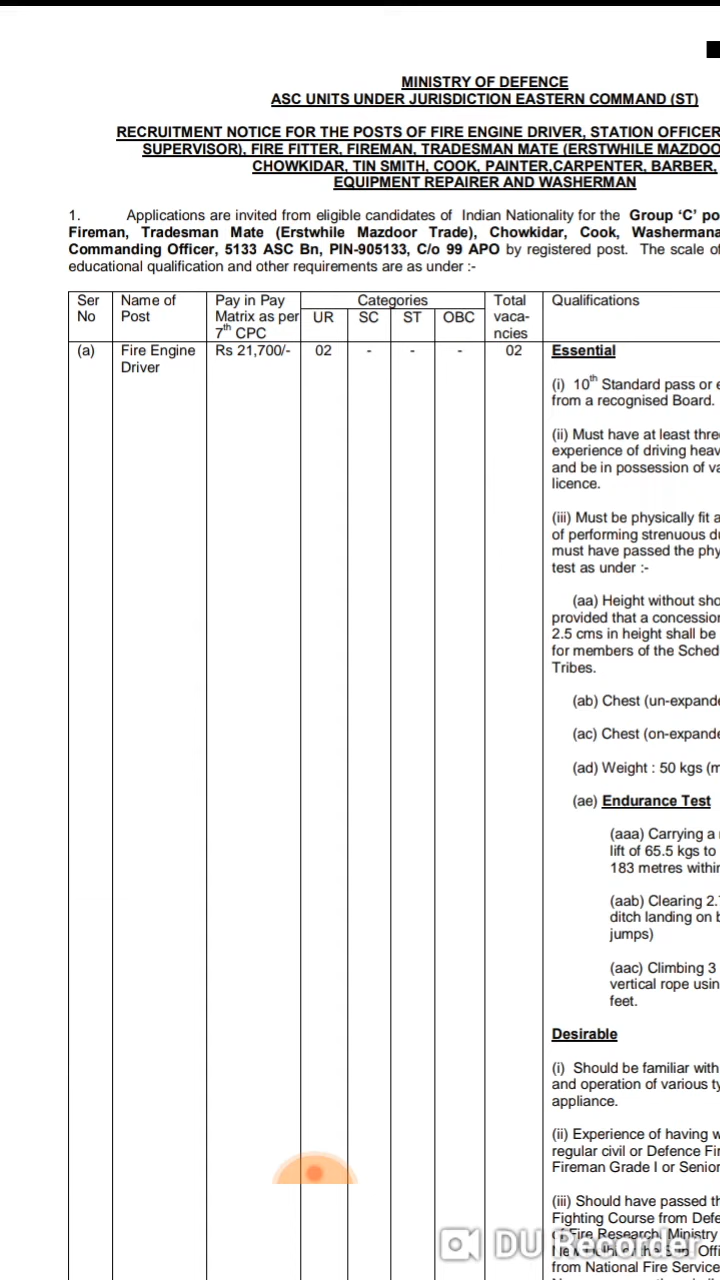 MINISTRY OF DEFENCE
ASC UNITS UNDER JURISDICTION EASTERN COMMAND (ST)
RECRUITMENT NOTICE FOR THE POSTS OF FIRE ENGINE DRIVER, STATION OFFICER
SUPERVISOR), FIRE FITTER, FIREMAN, TRADESMAN MATE (ERSTWHILE MAZDOO
CHOWKIDAR, TIN SMITH, COOK, PAINTER,CARPENTER, BARBER,
EQUIPMENT REPAIRER AND WASHERMAN
1. Applications are invited from eligible candidates of Indian Nationality for the Group 'C' po
Fireman, Tradesman Mate (Erstwhile Mazdoor Trade), Chowkidar, Cook, Washermana
Commanding Officer, 5133 ASC Bn, PIN-905133, C/o 99 APO by registered post. The scale of
educational qualification and other requirements are as under :-
Ser No
Name of Post
Pay in Pay Matrix as per 7th CPC
Categories
UR SC ST OBC
Total vaca- ncies
Qualifications
(a) Fire Engine Driver Rs 21,700/- 02 - - - 02
Essential
(i) 10th Standard pass or e
from a recognised Board.
(ii) Must have at least three
experience of driving heav
and be in possession of va
licence.
(iii) Must be physically fit a
of performing strenuous du
must have passed the phy
test as under :-
(aa) Height without sho
provided that a concession
2.5 cms in height shall be
for members of the Sched
Tribes.
(ab) Chest (un-expande
(ac) Chest (on-expande
(ad) Weight : 50 kgs (m
(ae) Endurance Test
(aaa) Carrying a
lift of 65.5 kgs to
183 metres within
(aab) Clearing 2.7
ditch landing on b
jumps)
(aac) Climbing 3
vertical rope usin
feet.
Desirable
(i) Should be familiar with
and operation of various ty
appliance.
(ii) Experience of having w
regular civil or Defence Fir
Fireman Grade I or Senior
(iii) Should have passed th
Fighting Course from Defe
of Fire Research, Ministry
from National Fire Service
DU Recorder